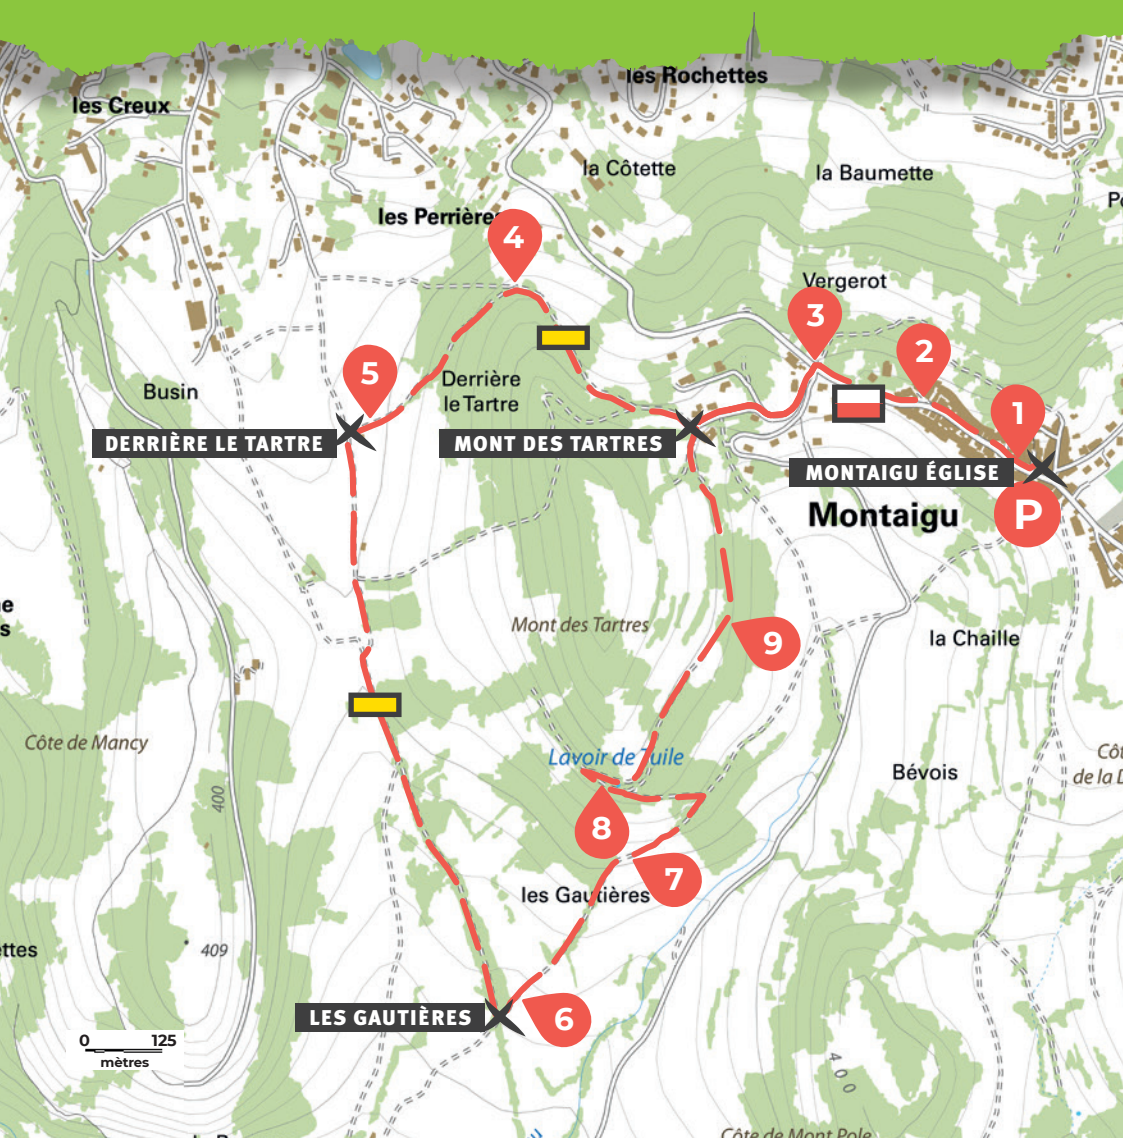 les Rochettes
les Creux
la Côtette
la Baumette
les Perrières
4
Vergerot
3
2
5
Busin
Derrière
le Tartre
1
DERRIÈRE LE TARTRE
MONT DES TARTRES
MONTAIGU ÉGLISE
Montaigu
P
Mont des Tartres
la Chaille
9
Côte de Mancy
Lavoir de Tuile
Bévois
400
8
7
les Gautières
409
LES GAUTIÈRES
6
0 125
mètres
400
Côte de Mont Pole